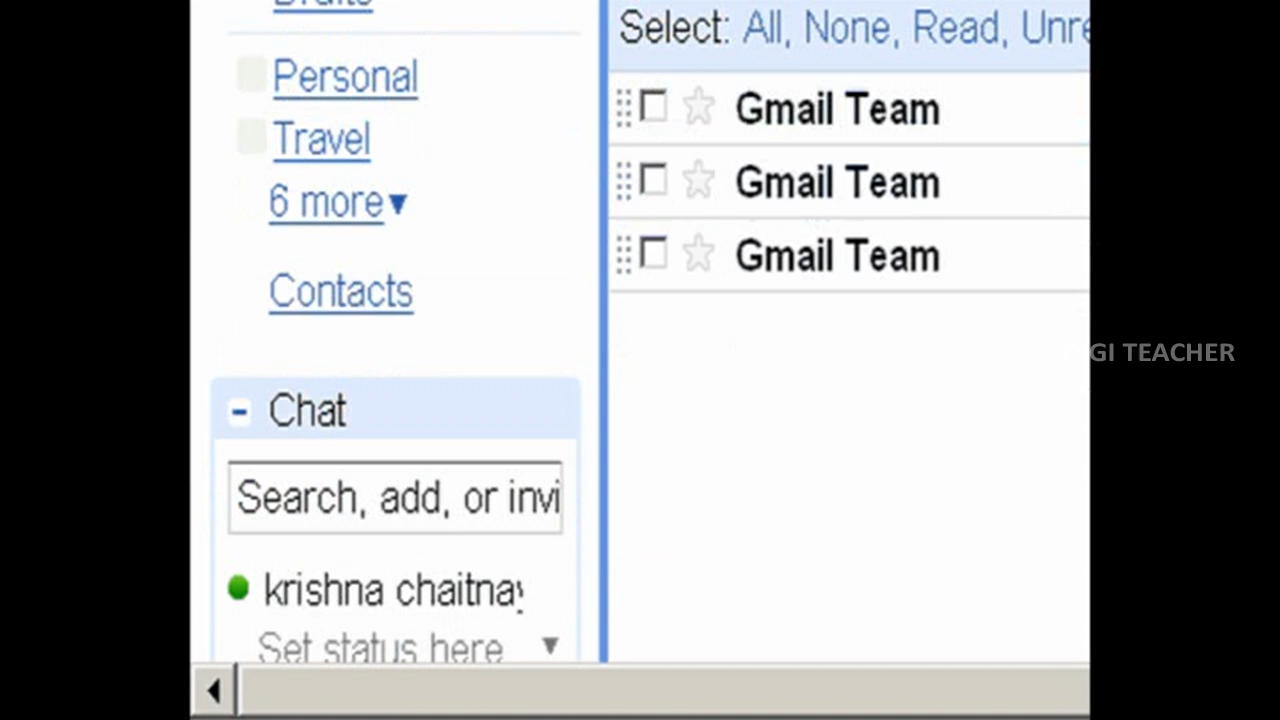 Drafts
Personal
Travel
6 more
Contacts
Chat
Search, add, or invi
krishna chaitnay
Set status here
Select: All, None, Read, Unre
Gmail Team
Gmail Team
Gmail Team
GI TEACHER